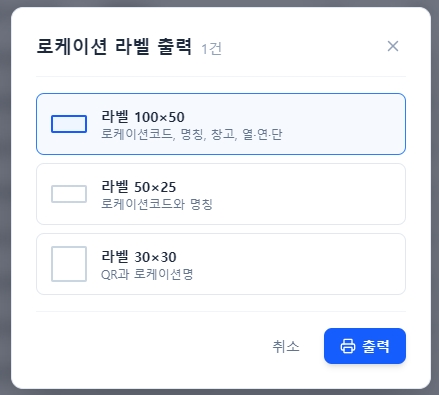 로케이션 라벨 출력 1건
라벨 100×50
로케이션코드, 명칭, 창고, 열·연·단
라벨 50×25
로케이션코드와 명칭
라벨 30×30
QR과 로케이션명
취소 출력